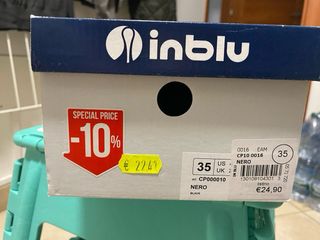 inblu
SPECIAL PRICE
-10%
€ 22,41
35
US -
UK -
CP000010
NERO
BLACK
0016 EAM
CP10 0016
NERO
35
listino
€24,90